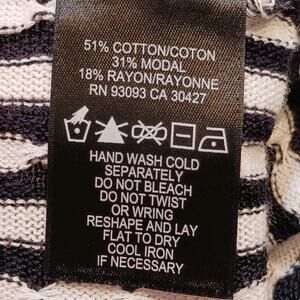 51% COTTON/COTON
31% MODAL
18% RAYON/RAYONNE
RN 93093 CA 30427
HAND WASH COLD
SEPARATELY
DO NOT BLEACH
DO NOT TWIST
OR WRING
RESHAPE AND LAY
FLAT TO DRY
COOL IRON
IF NECESSARY